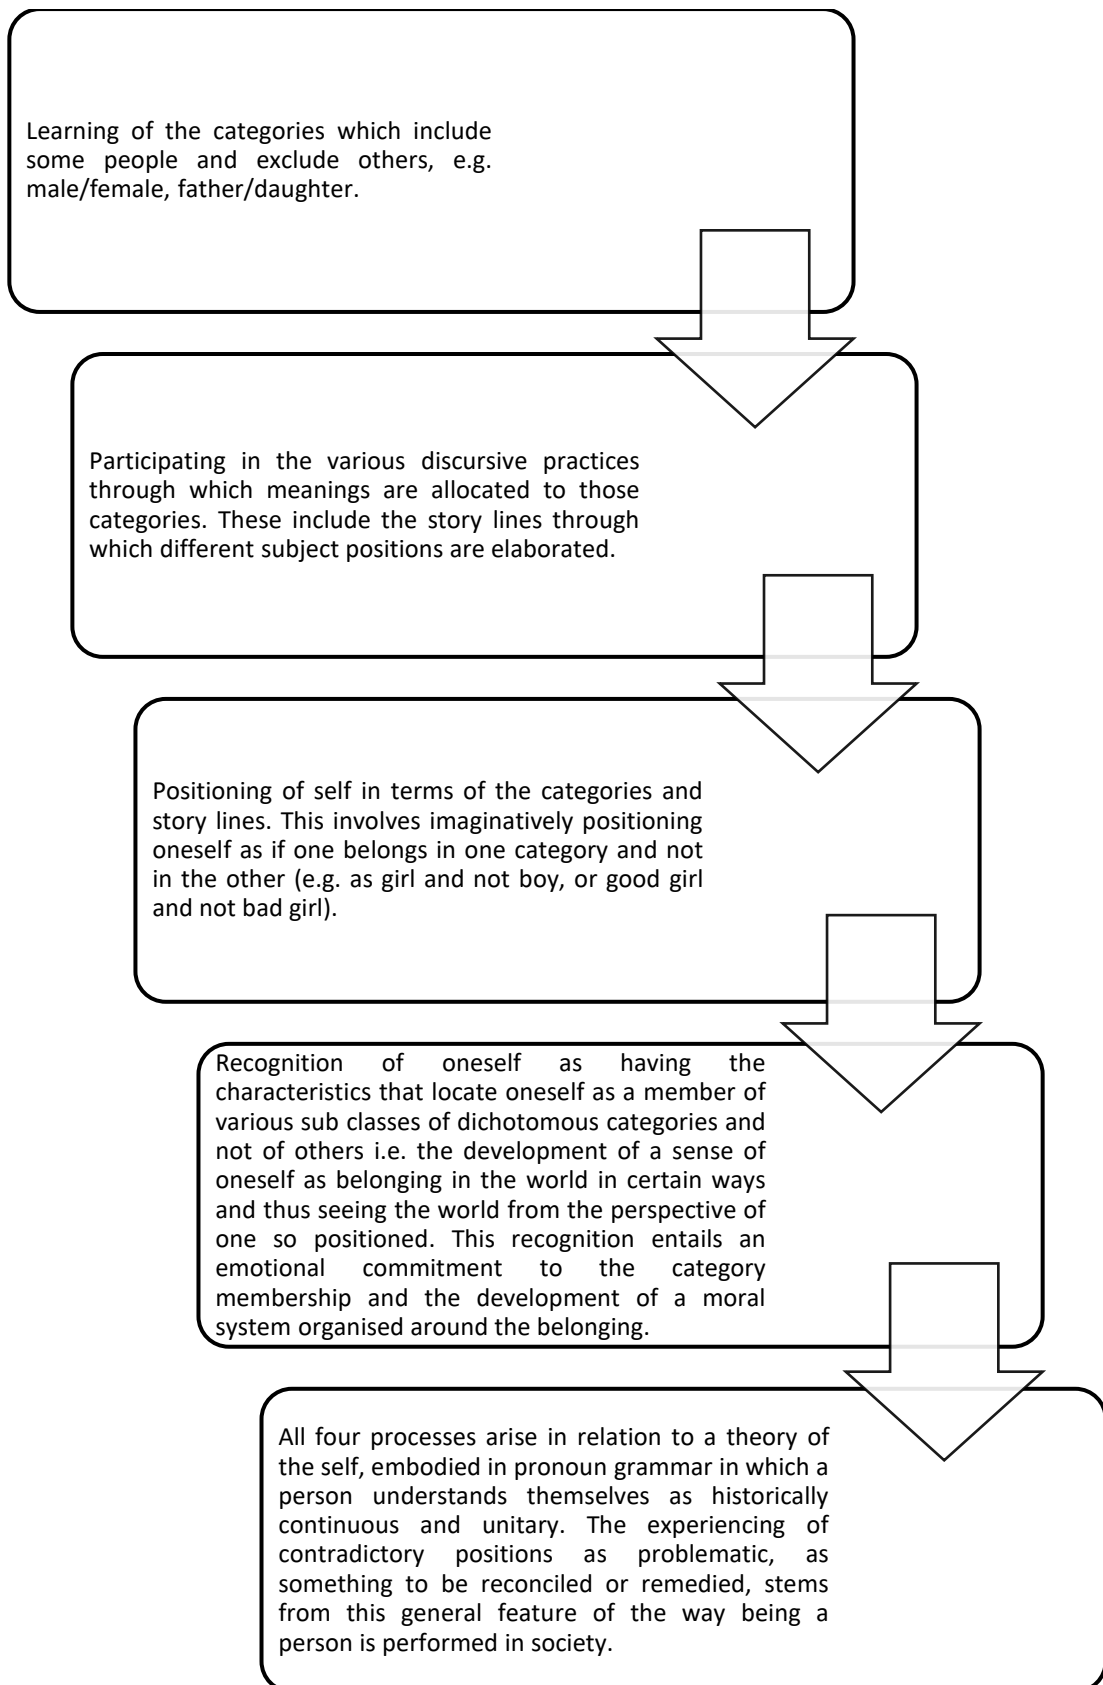 Learning of the categories which include
some people and exclude others, e.g.
male/female, father/daughter.
Participating in the various discursive practices
through which meanings are allocated to those
categories. These include the story lines through
which different subject positions are elaborated.
Positioning of self in terms of the categories and
story lines. This involves imaginatively positioning
oneself as if one belongs in one category and not
in the other (e.g. as girl and not boy, or good girl
and not bad girl).
Recognition of oneself as having the
characteristics that locate oneself as a member of
various sub classes of dichotomous categories and
not of others i.e. the development of a sense of
oneself as belonging in the world in certain ways
and thus seeing the world from the perspective of
one so positioned. This recognition entails an
emotional commitment to the category
membership and the development of a moral
system organised around the belonging.
All four processes arise in relation to a theory of
the self, embodied in pronoun grammar in which a
person understands themselves as historically
continuous and unitary. The experiencing of
contradictory positions as problematic, as
something to be reconciled or remedied, stems
from this general feature of the way being a
person is performed in society.